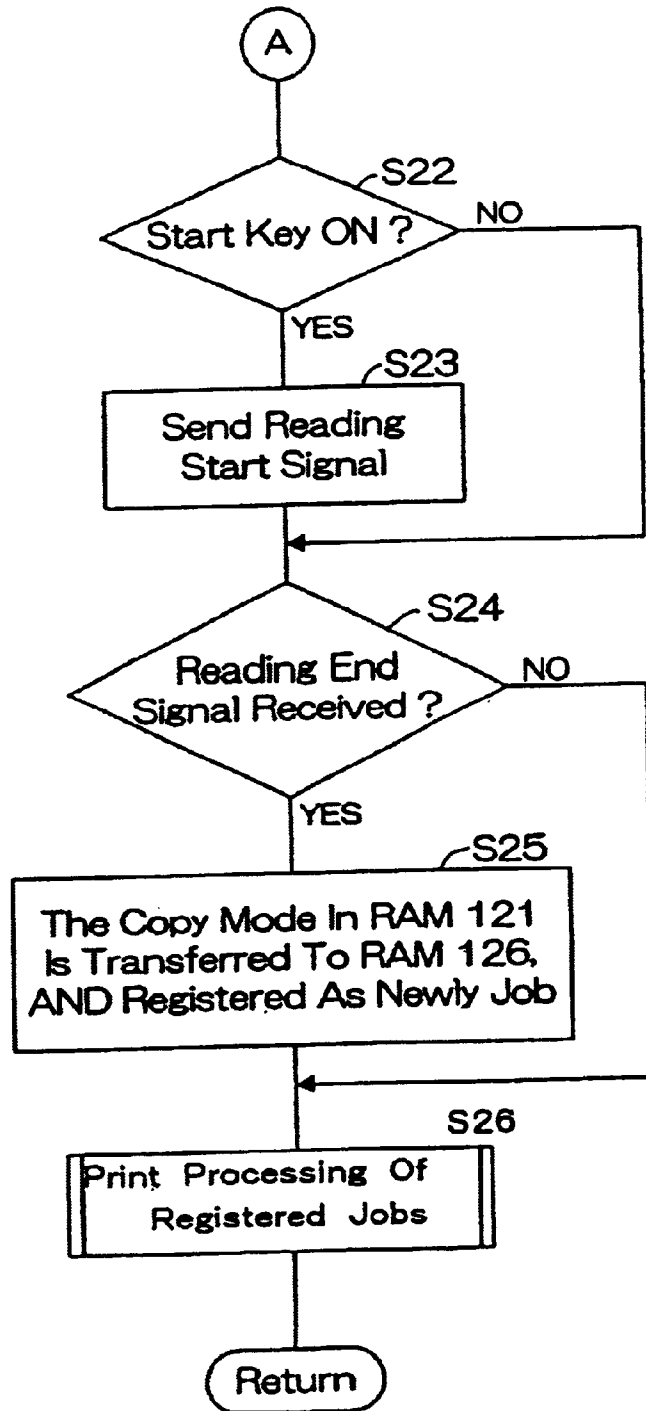 A
S22
Start Key ON ?
NO
YES
S23
Send Reading
Start Signal
S24
Reading End
Signal Received ?
NO
YES
S25
The Copy Mode In RAM 121
Is Transferred To RAM 126,
AND Registered As Newly Job
S26
Print Processing Of
Registered Jobs
Return